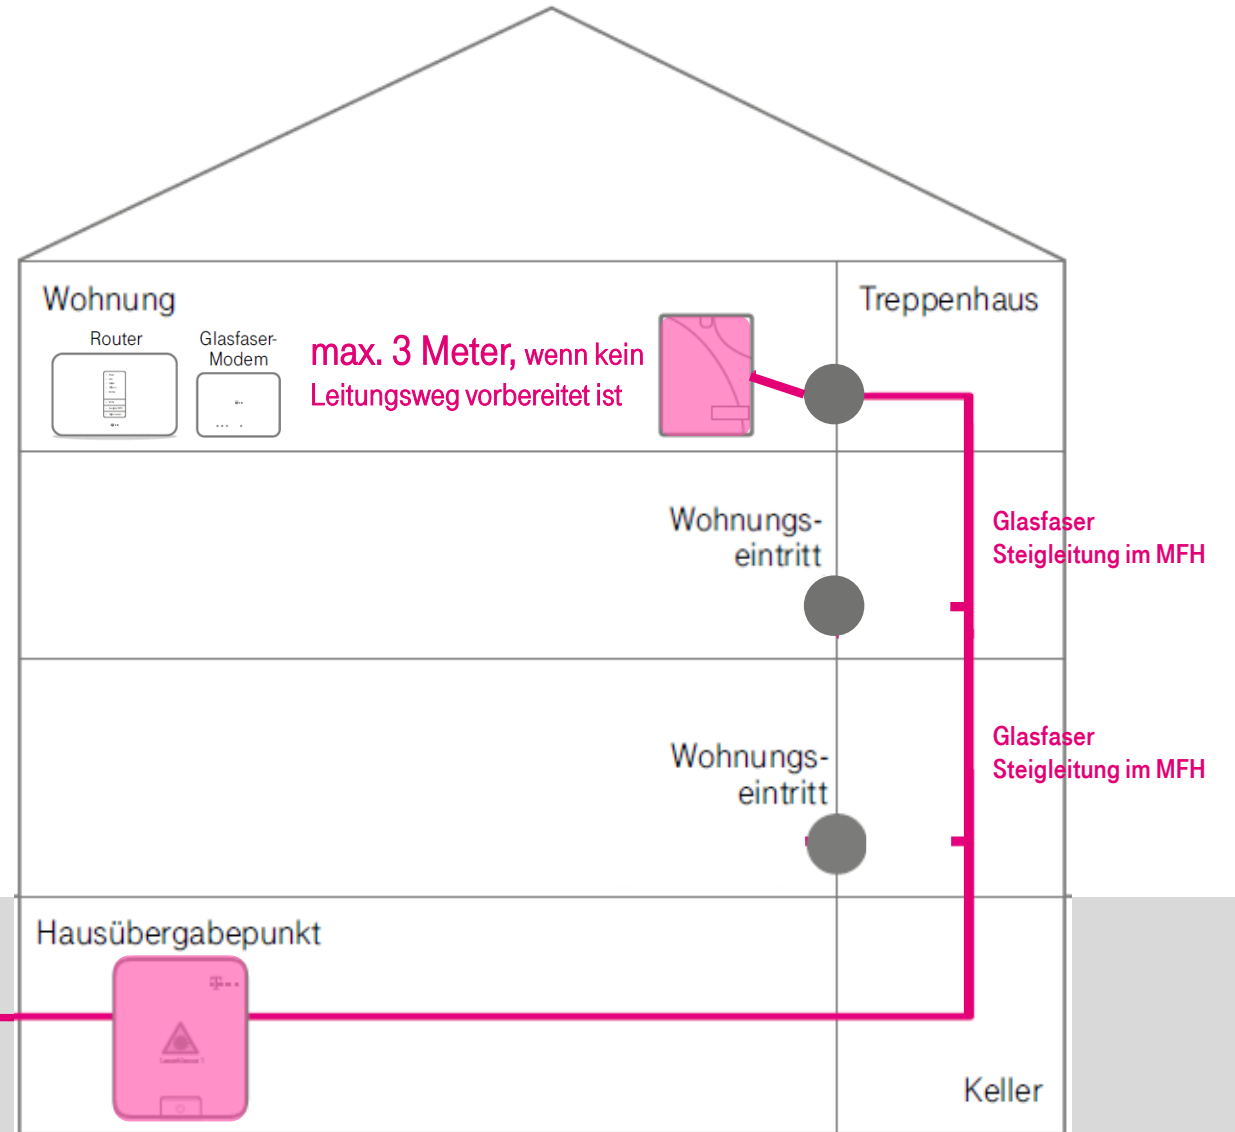 Wohnung
Treppenhaus
Router
Glasfaser-
Modem
max. 3 Meter, wenn kein
Leitungsweg vorbereitet ist
Wohnungs-
eintritt
Glasfaser
Steigleitung im MFH
Wohnungs-
eintritt
Glasfaser
Steigleitung im MFH
Hausübergabepunkt
Keller